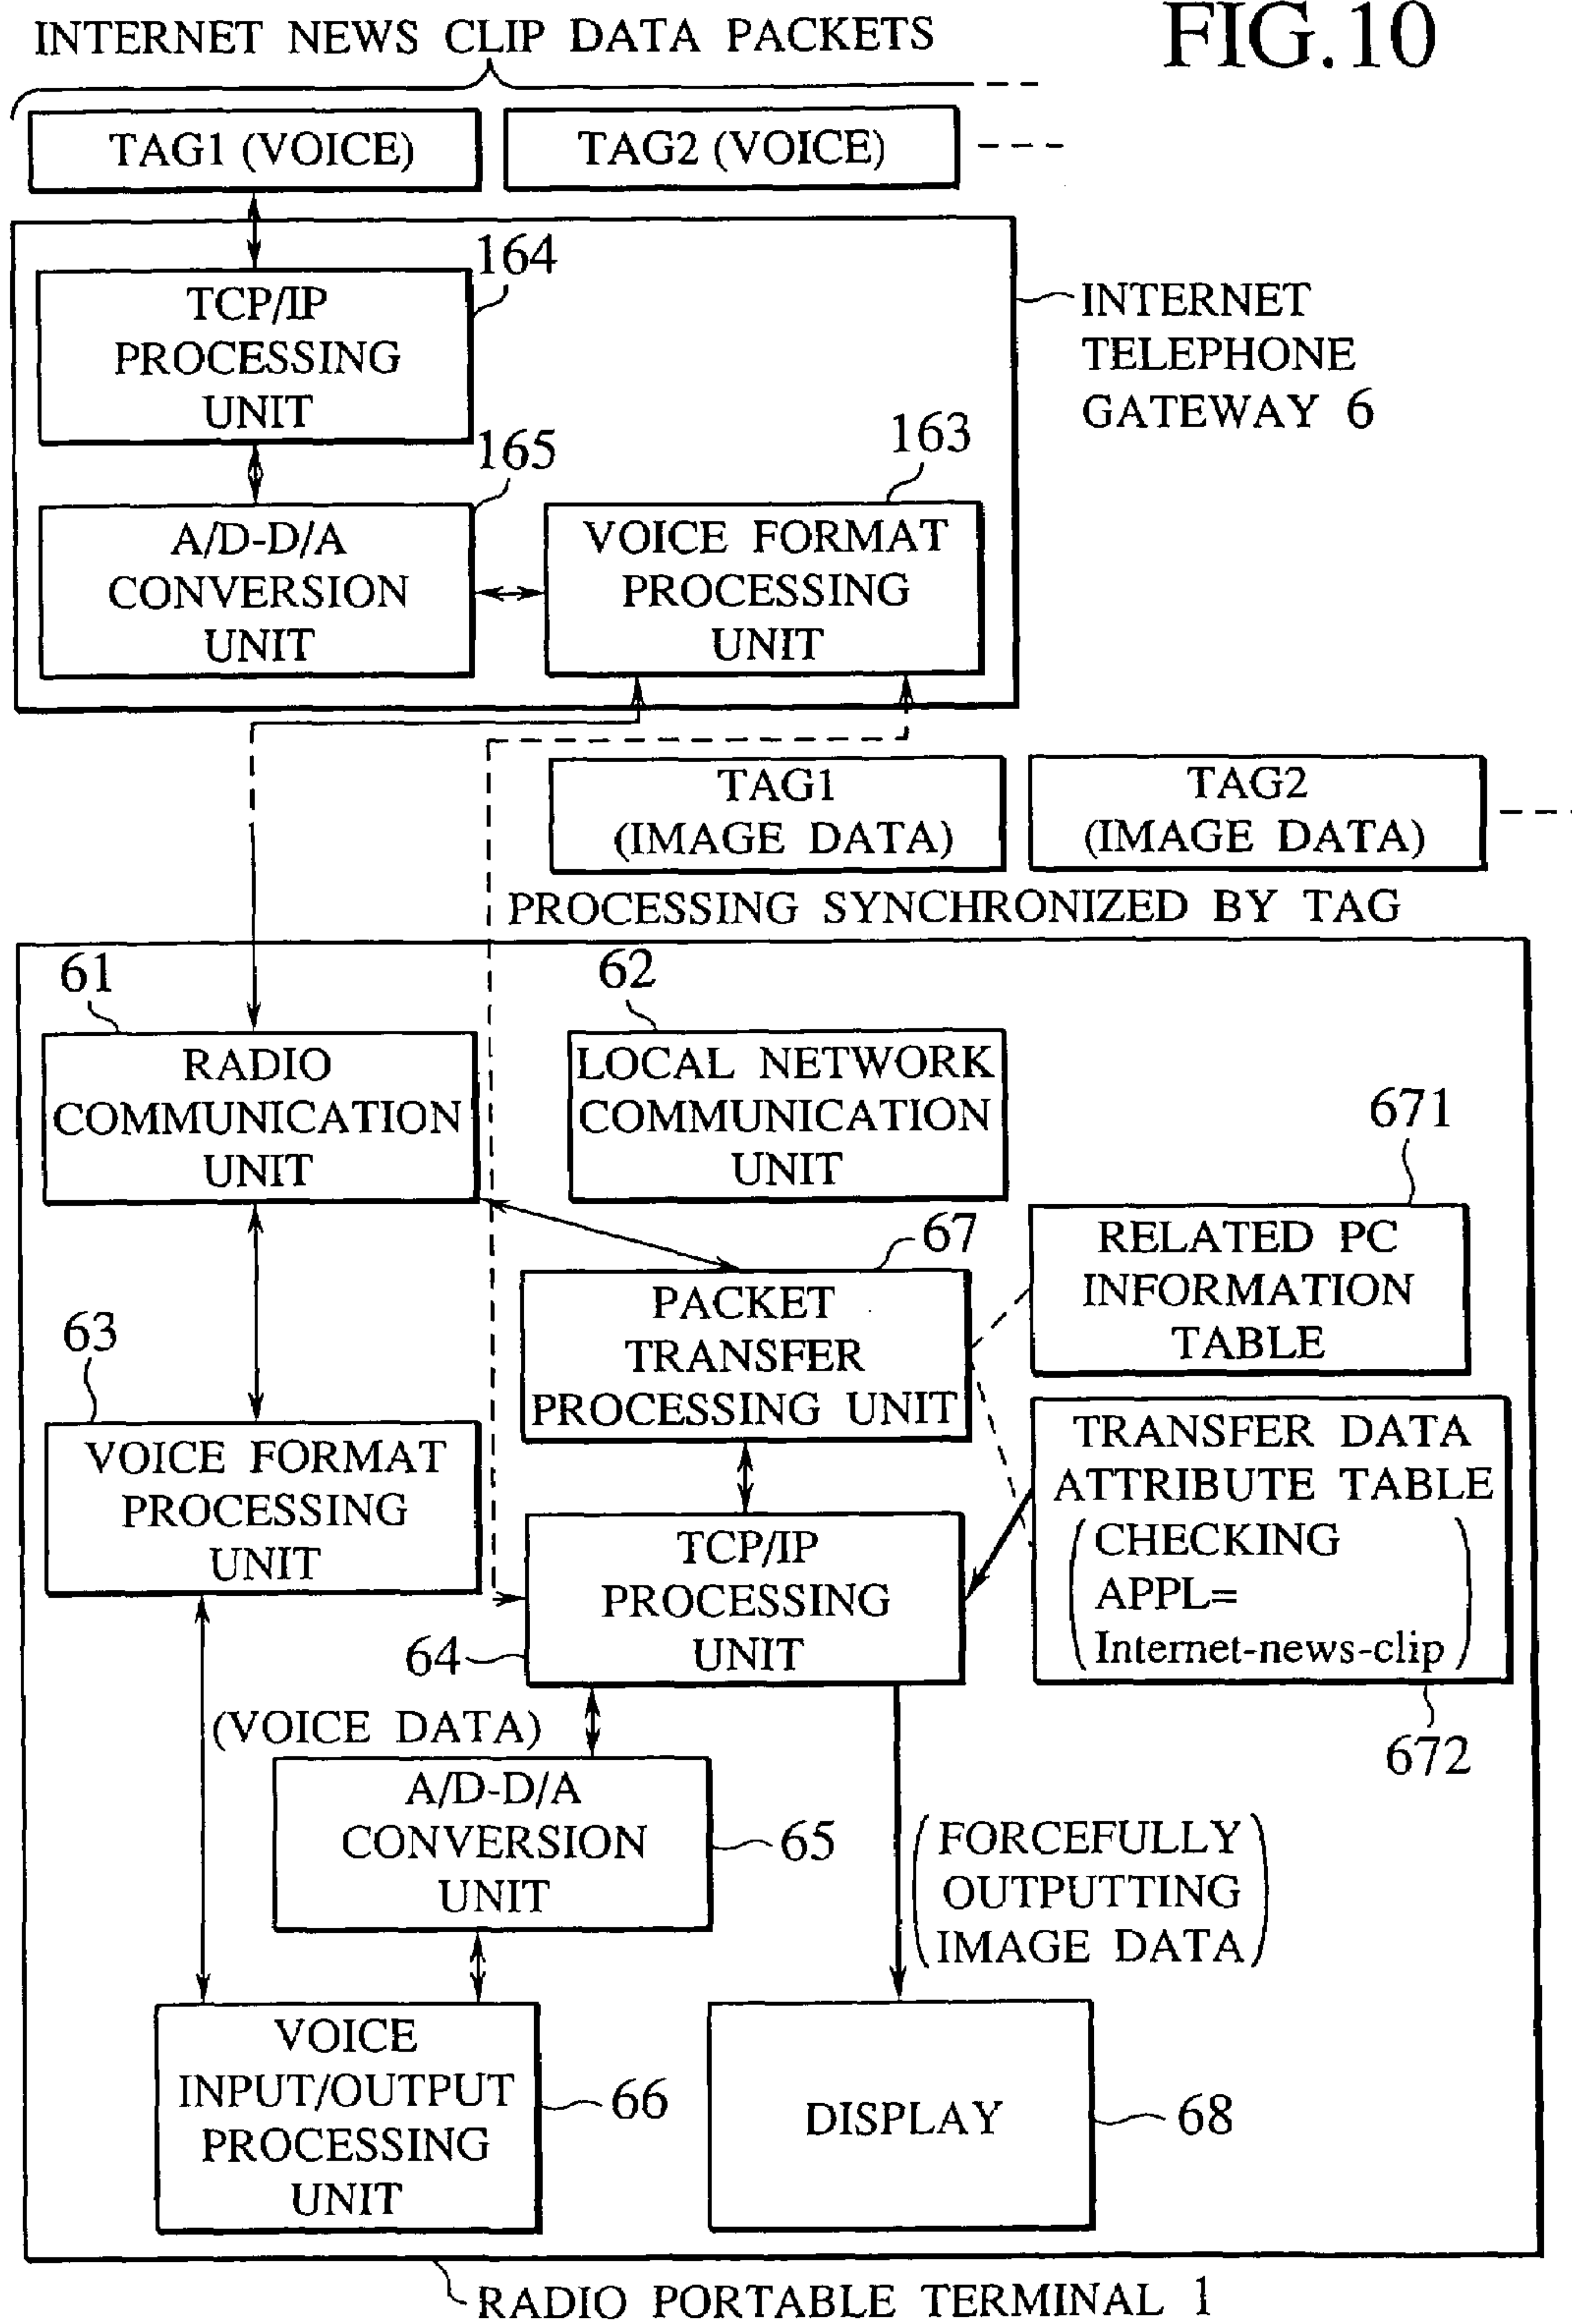 FIG.10
INTERNET NEWS CLIP DATA PACKETS
TAG1 (VOICE)
TAG2 (VOICE)
164
TCP/IP
PROCESSING
UNIT
INTERNET
TELEPHONE
GATEWAY 6
165
163
A/D-D/A
CONVERSION
UNIT
VOICE FORMAT
PROCESSING
UNIT
TAG1
(IMAGE DATA)
TAG2
(IMAGE DATA)
PROCESSING SYNCHRONIZED BY TAG
61
62
RADIO
COMMUNICATION
UNIT
LOCAL NETWORK
COMMUNICATION
UNIT
671
RELATED PC
INFORMATION
TABLE
67
PACKET
TRANSFER
PROCESSING UNIT
63
VOICE FORMAT
PROCESSING
UNIT
TRANSFER DATA
ATTRIBUTE TABLE
CHECKING
APPL=
Internet-news-clip
672
TCP/IP
PROCESSING
UNIT
64
(VOICE DATA)
A/D-D/A
CONVERSION
UNIT
65
(FORCEFULLY
OUTPUTTING
IMAGE DATA)
VOICE
INPUT/OUTPUT
PROCESSING
UNIT
66
DISPLAY
68
RADIO PORTABLE TERMINAL 1